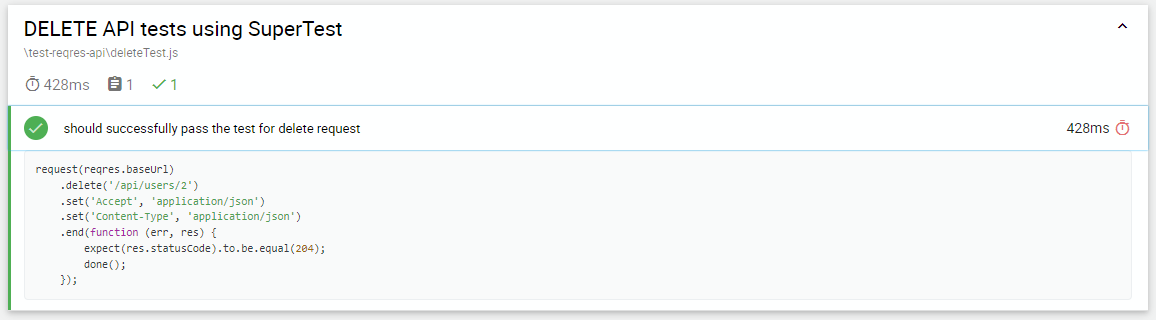 DELETE API tests using SuperTest
\test-reqres-api\deleteTest.js
428ms 1 1
should successfully pass the test for delete request 428ms
request(reqres.baseUrl)
    .delete('/api/users/2')
    .set('Accept', 'application/json')
    .set('Content-Type', 'application/json')
    .end(function (err, res) {
        expect(res.statusCode).to.be.equal(204);
        done();
    });